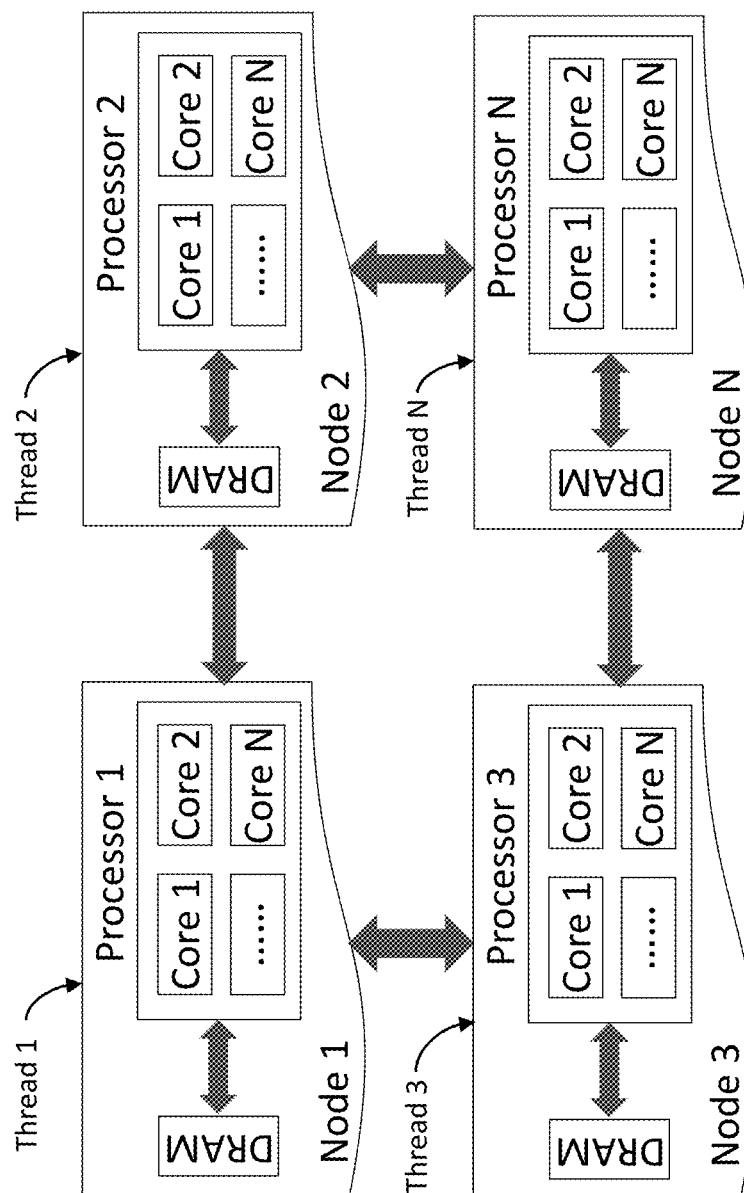 Thread 1
Processor 1
Core 1
Core 2
......
Core N
DRAM
Node 1
Thread 2
Processor 2
Core 1
Core 2
......
Core N
DRAM
Node 2
Thread 3
Processor 3
Core 1
Core 2
......
Core N
DRAM
Node 3
Thread N
Processor N
Core 1
Core 2
......
Core N
DRAM
Node N